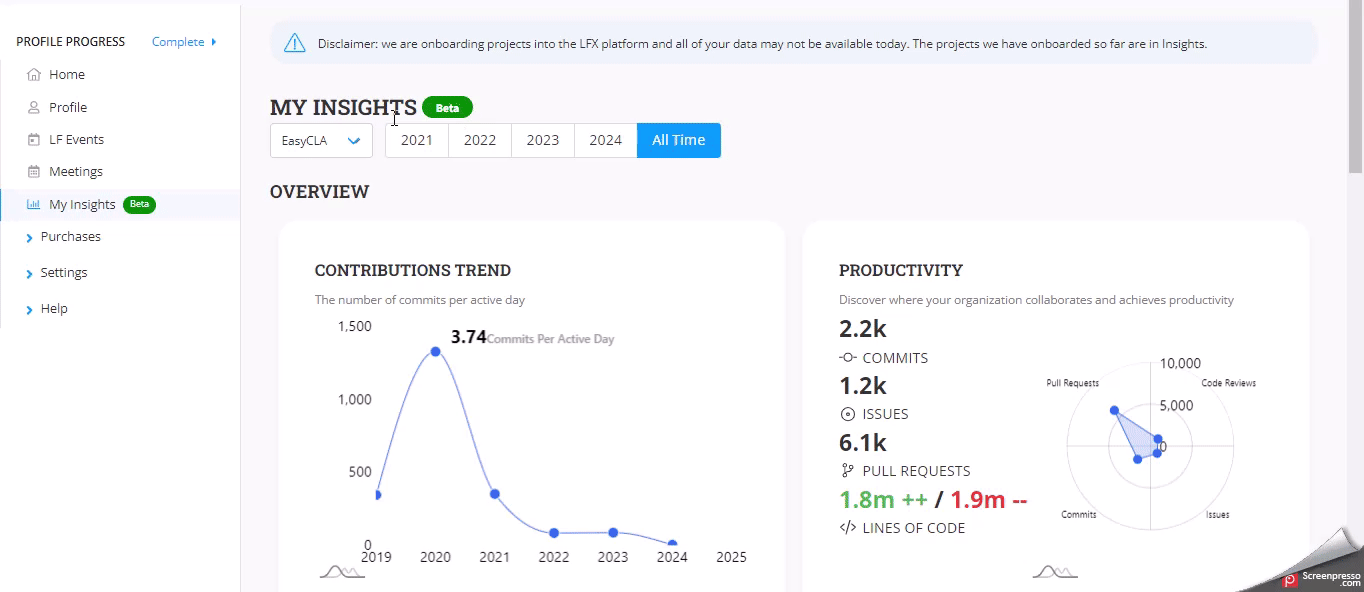 PROFILE PROGRESS Complete
Home
Profile
LF Events
Meetings
My Insights Beta
Purchases
Settings
Help
Disclaimer: we are onboarding projects into the LFX platform and all of your data may not be available today. The projects we have onboarded so far are in Insights.
MY INSIGHTS Beta
EasyCLA 2021 2022 2023 2024 All Time
OVERVIEW
CONTRIBUTIONS TREND
The number of commits per active day
3.74 Commits Per Active Day
1,500
1,000
500
0
2019 2020 2021 2022 2023 2024 2025
PRODUCTIVITY
Discover where your organization collaborates and achieves productivity
2.2k
COMMITS
1.2k
ISSUES
6.1k
PULL REQUESTS
1.8m ++ / 1.9m --
</> LINES OF CODE
10,000
Pull Requests Code Reviews
5,000
0
Commits Issues
Screenpresso
.com